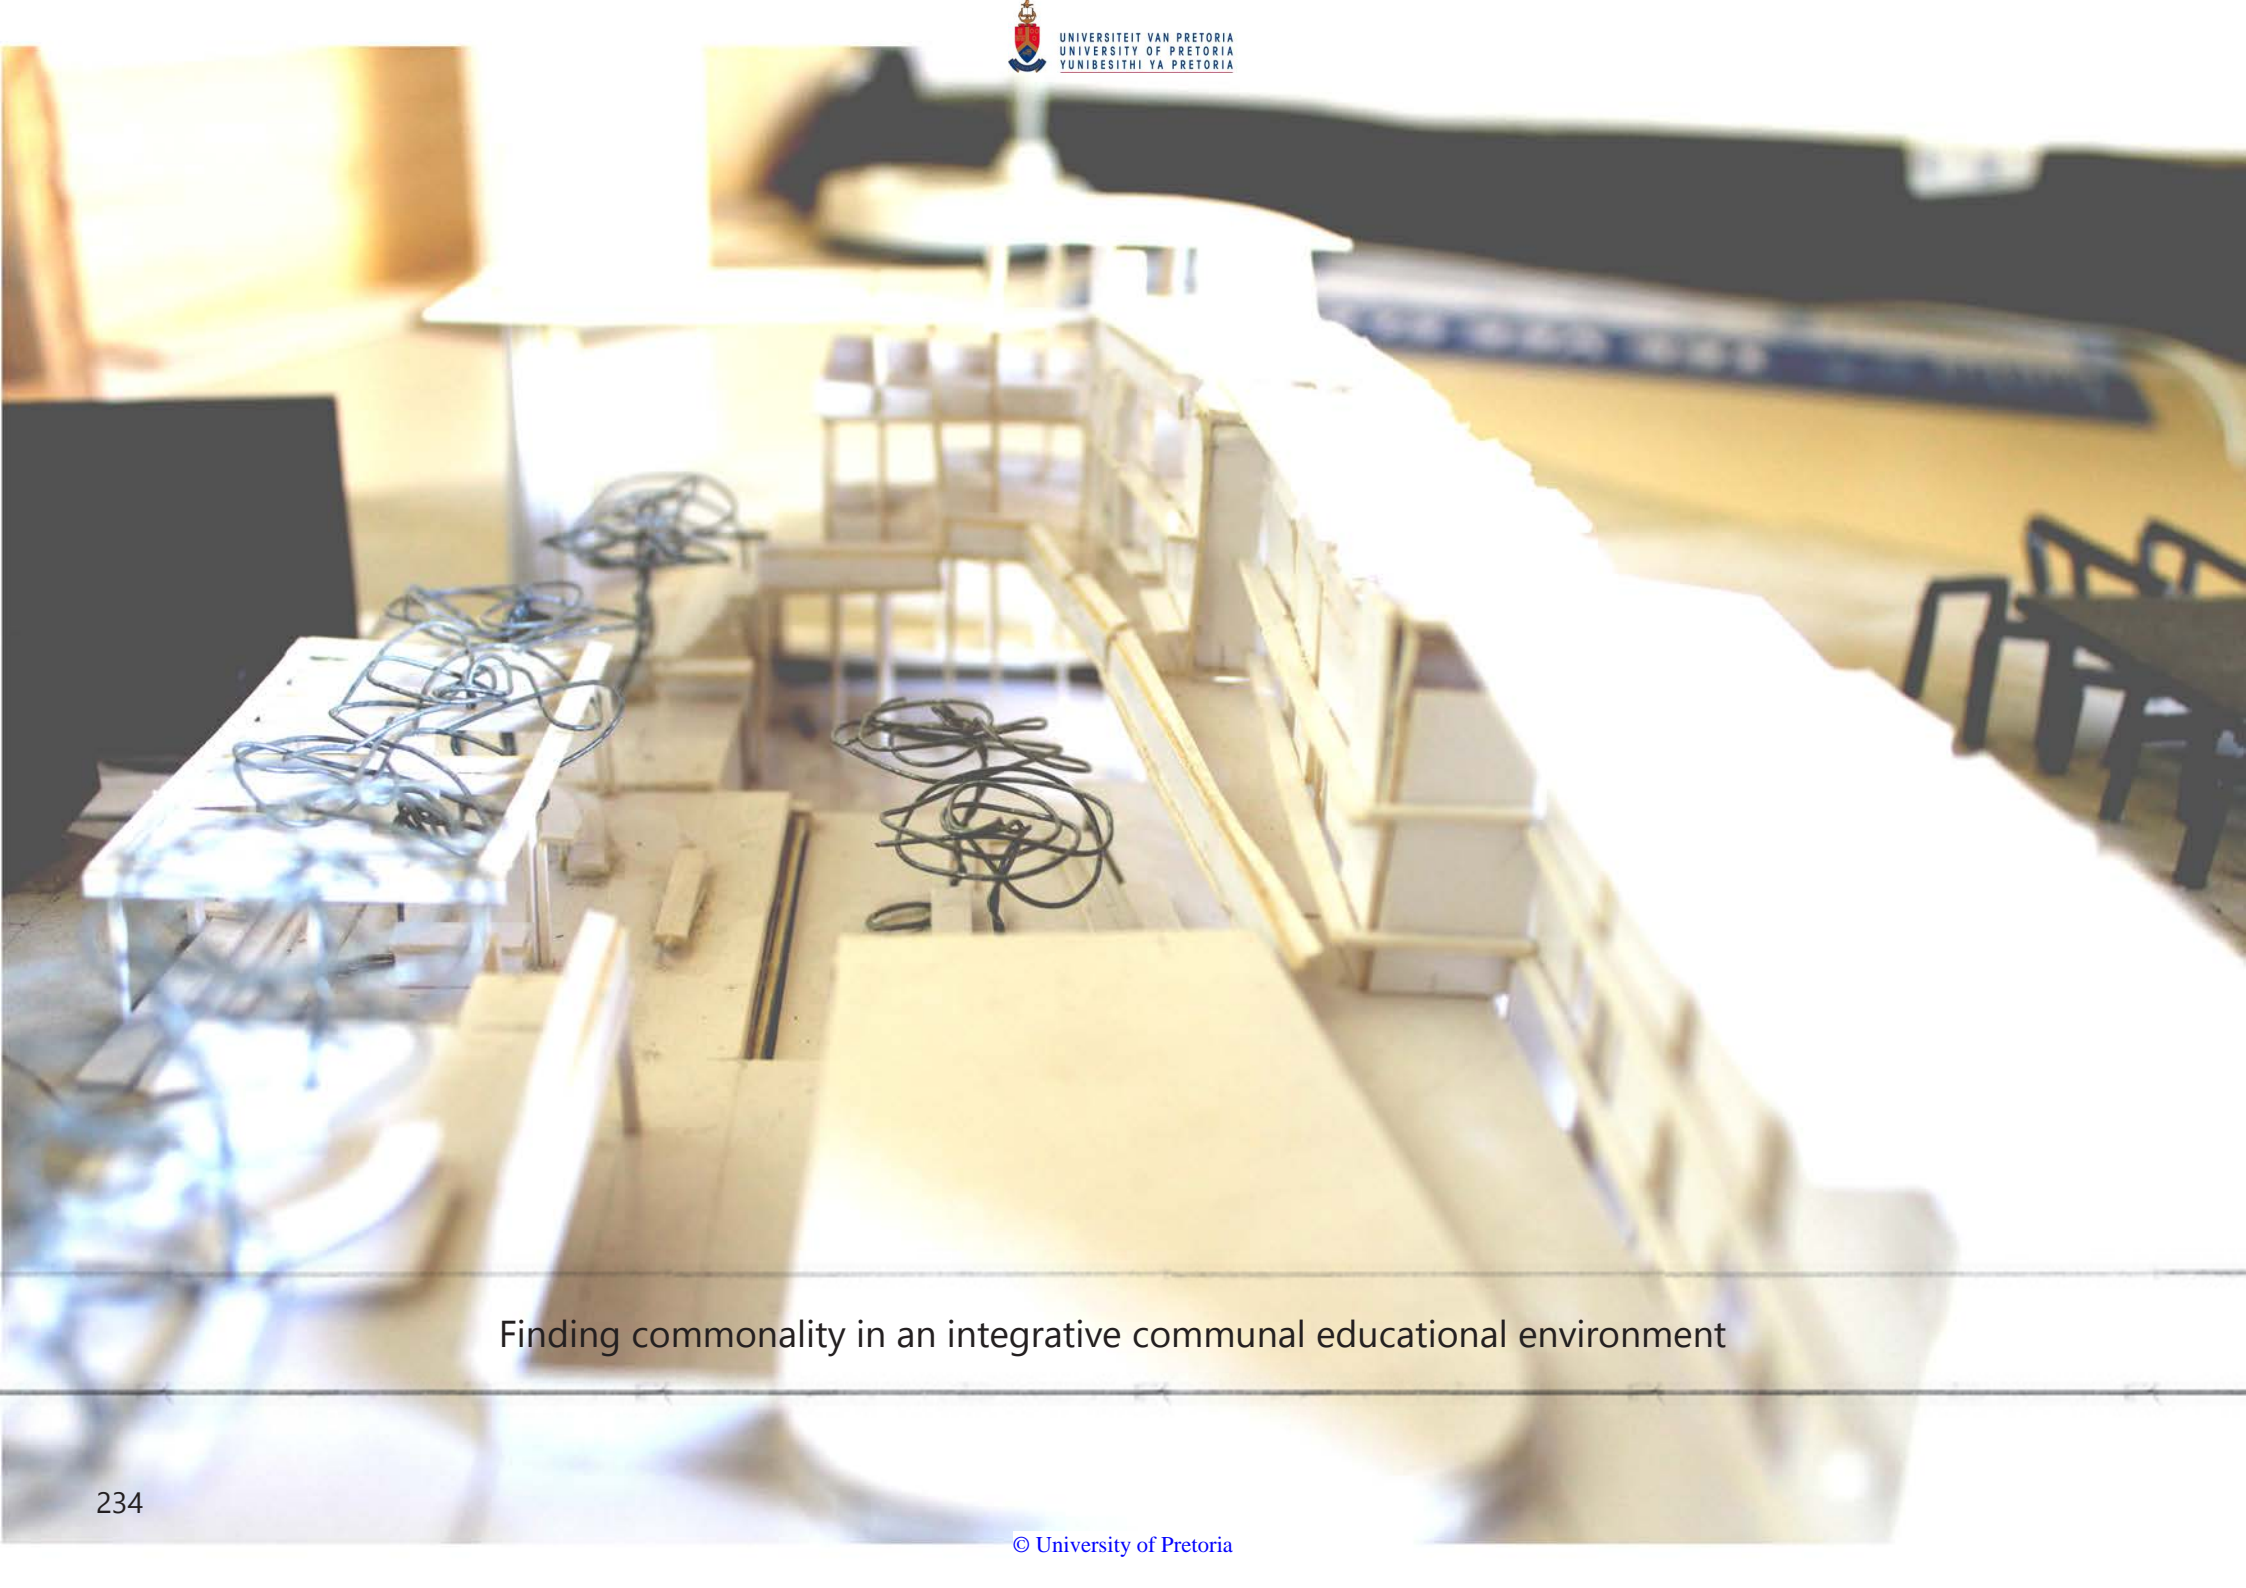 UNIVERSITEIT VAN PRETORIA
UNIVERSITY OF PRETORIA
YUNIBESITHI YA PRETORIA
Finding commonality in an integrative communal educational environment
234
© University of Pretoria